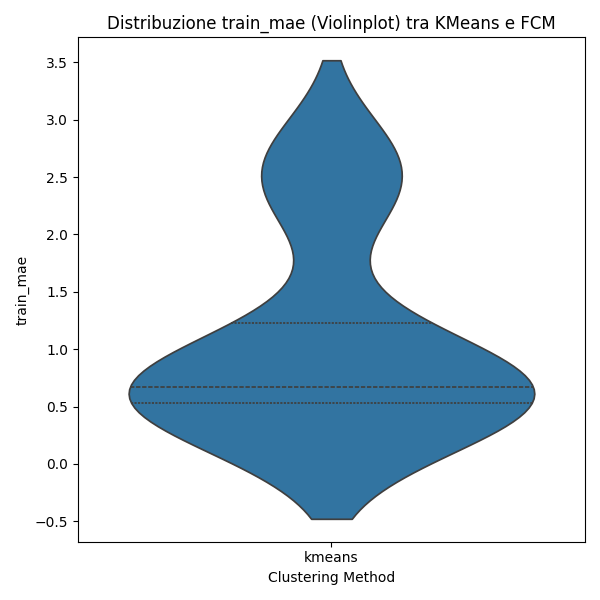 Distribuzione train_mae (Violinplot) tra KMeans e FCM
3.5
3.0
2.5
2.0
1.5
1.0
0.5
0.0
−0.5
train_mae
kmeans
Clustering Method